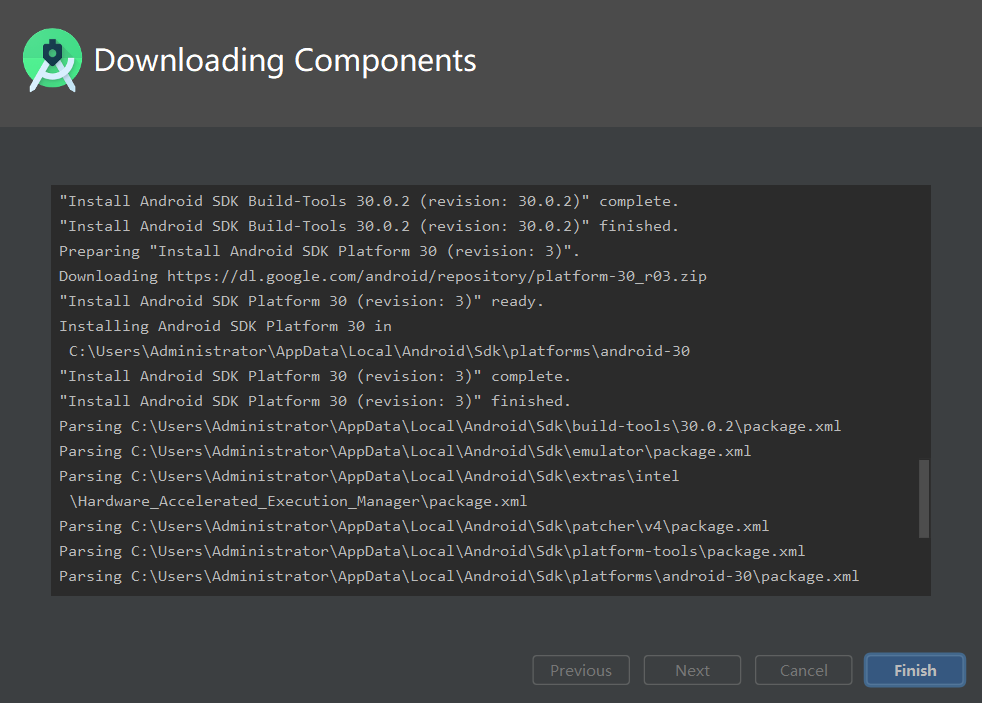 Downloading Components
"Install Android SDK Build-Tools 30.0.2 (revision: 30.0.2)" complete.
"Install Android SDK Build-Tools 30.0.2 (revision: 30.0.2)" finished.
Preparing "Install Android SDK Platform 30 (revision: 3)".
Downloading https://dl.google.com/android/repository/platform-30_r03.zip
"Install Android SDK Platform 30 (revision: 3)" ready.
Installing Android SDK Platform 30 in
C:\Users\Administrator\AppData\Local\Android\Sdk\platforms\android-30
"Install Android SDK Platform 30 (revision: 3)" complete.
"Install Android SDK Platform 30 (revision: 3)" finished.
Parsing C:\Users\Administrator\AppData\Local\Android\Sdk\build-tools\30.0.2\package.xml
Parsing C:\Users\Administrator\AppData\Local\Android\Sdk\emulator\package.xml
Parsing C:\Users\Administrator\AppData\Local\Android\Sdk\extras\intel
\Hardware_Accelerated_Execution_Manager\package.xml
Parsing C:\Users\Administrator\AppData\Local\Android\Sdk\patcher\v4\package.xml
Parsing C:\Users\Administrator\AppData\Local\Android\Sdk\platform-tools\package.xml
Parsing C:\Users\Administrator\AppData\Local\Android\Sdk\platforms\android-30\package.xml
Previous Next Cancel Finish